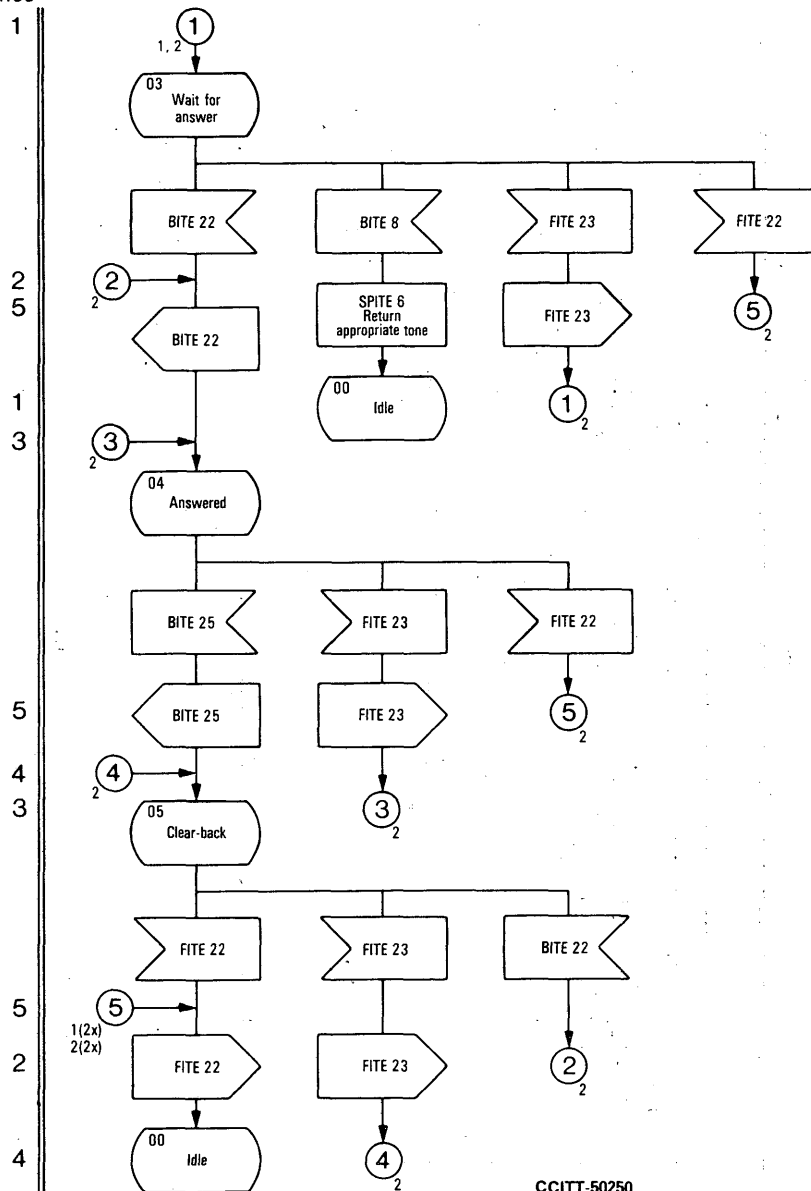 1
1
1, 2
03
Wait for
answer
BITE 22
BITE 8
FITE 23
FITE 22
2
2
2
5
BITE 22
SPITE 6
Return
appropriate tone
FITE 23
5
2
1
00
Idle
1
2
3
3
2
04
Answered
BITE 25
FITE 23
FITE 22
5
BITE 25
FITE 23
5
2
4
4
2
3
05
Clear-back
3
2
FITE 22
FITE 23
BITE 22
5
5
1(2x)
2(2x)
2
FITE 22
FITE 23
2
2
4
00
Idle
4
2
CCITT-50250